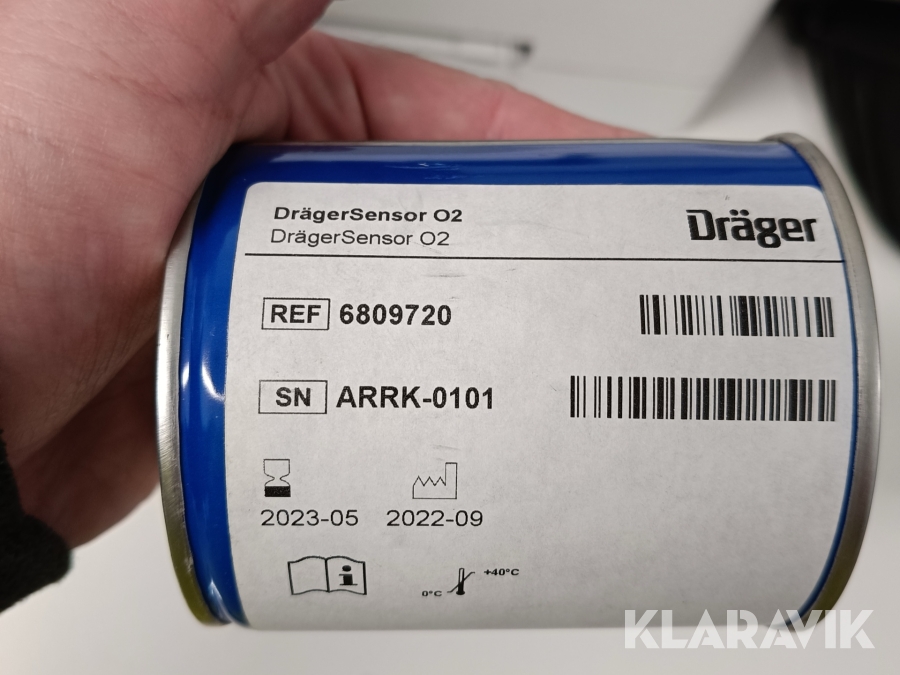 DrägerSensor O2
DrägerSensor O2
Dräger
REF 6809720
SN ARRK-0101
2023-05 2022-09
0°C +40°C
KLARAVIK